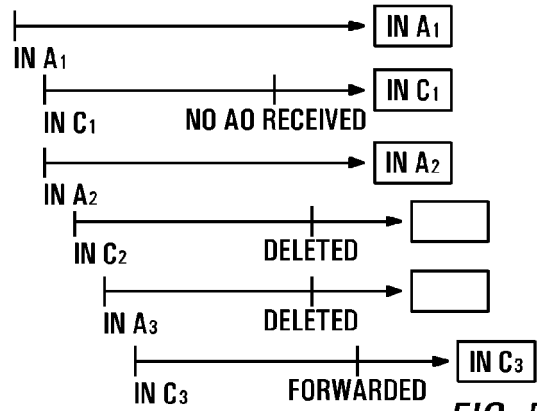 IN A1
IN A1
IN C1
IN C1 NO AO RECEIVED
IN A2
IN A2
IN C2 DELETED
IN A3 DELETED
IN C3
IN C3 FORWARDED
FIG.